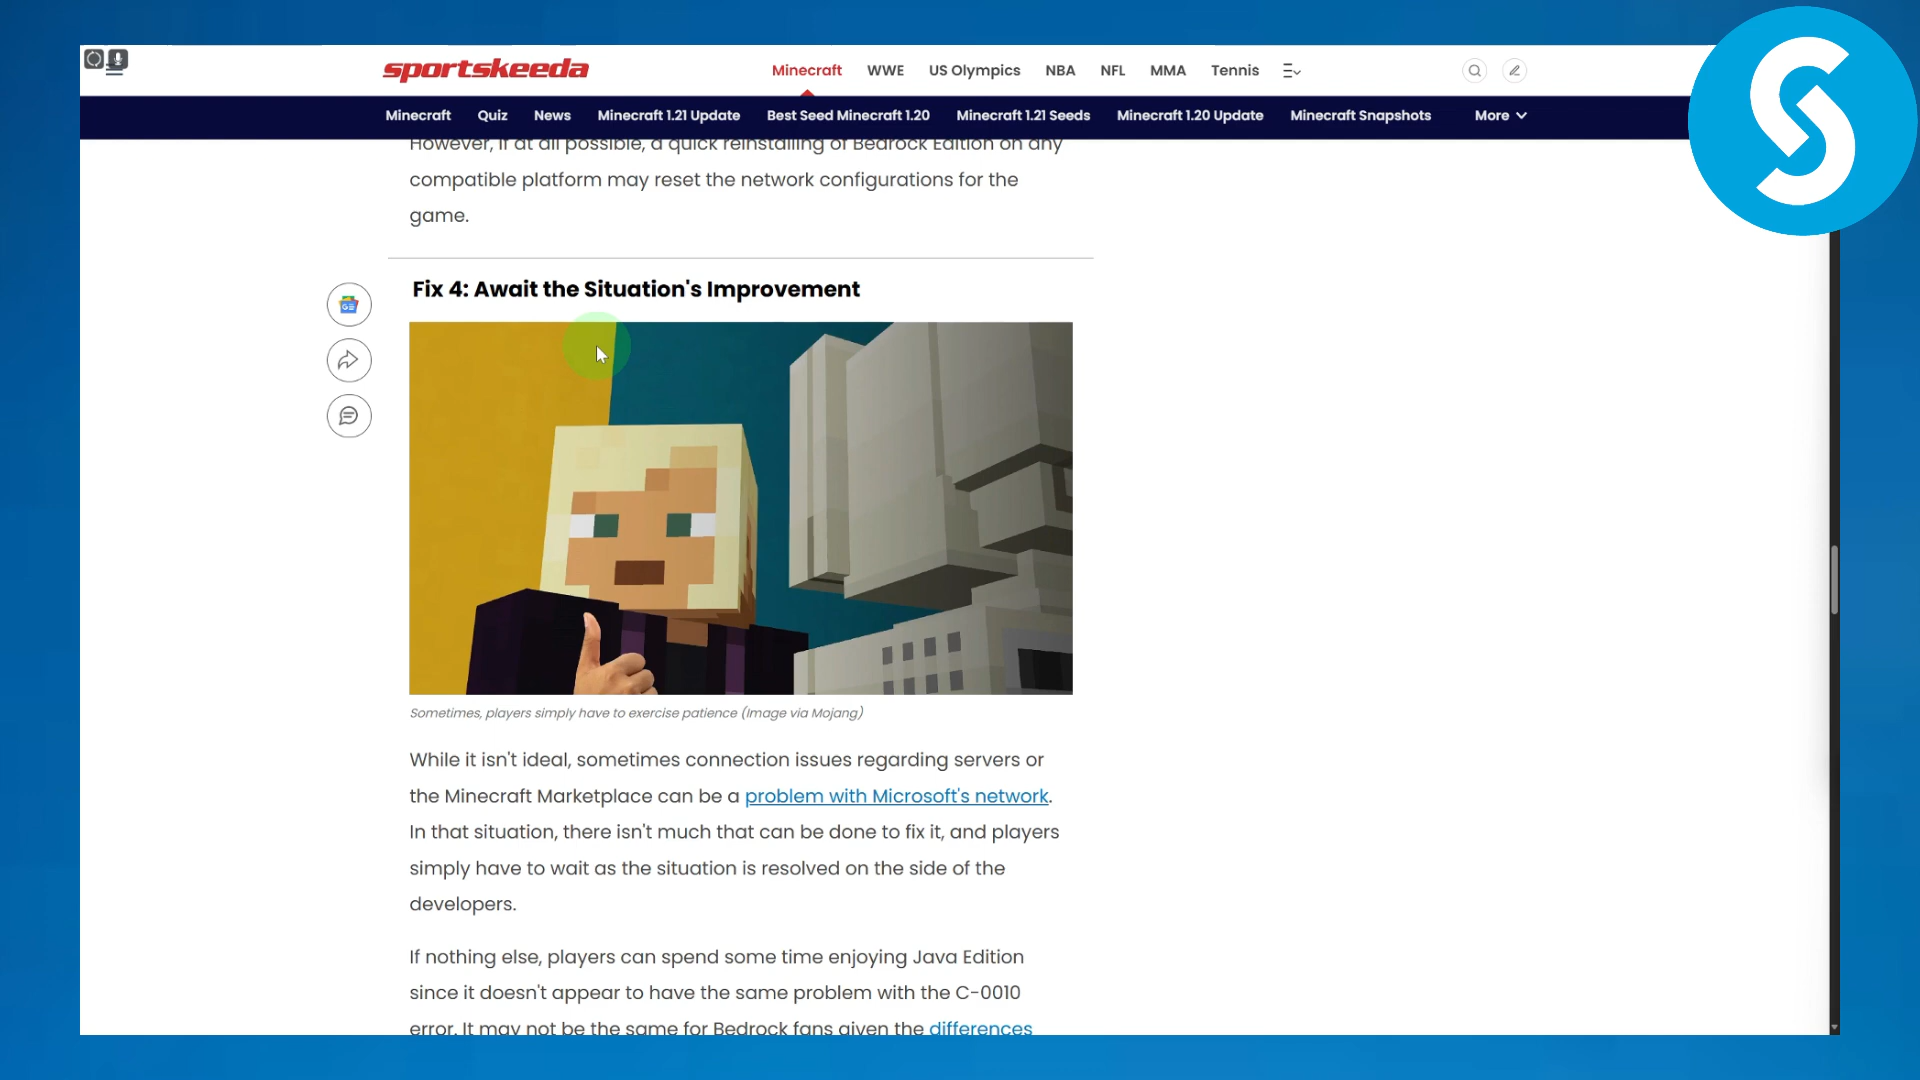 sportskeeda
Minecraft WWE US Olympics NBA NFL MMA Tennis
Minecraft Quiz News Minecraft 1.21 Update Best Seed Minecraft 1.20 Minecraft 1.21 Seeds Minecraft 1.20 Update Minecraft Snapshots More
However, if at all possible, a quick reinstalling of Bedrock Edition on any
compatible platform may reset the network configurations for the
game.
Fix 4: Await the Situation's Improvement
Sometimes, players simply have to exercise patience (Image via Mojang)
While it isn't ideal, sometimes connection issues regarding servers or
the Minecraft Marketplace can be a problem with Microsoft's network.
In that situation, there isn't much that can be done to fix it, and players
simply have to wait as the situation is resolved on the side of the
developers.
If nothing else, players can spend some time enjoying Java Edition
since it doesn't appear to have the same problem with the C-0010
error. It may not be the same for Bedrock fans given the differences